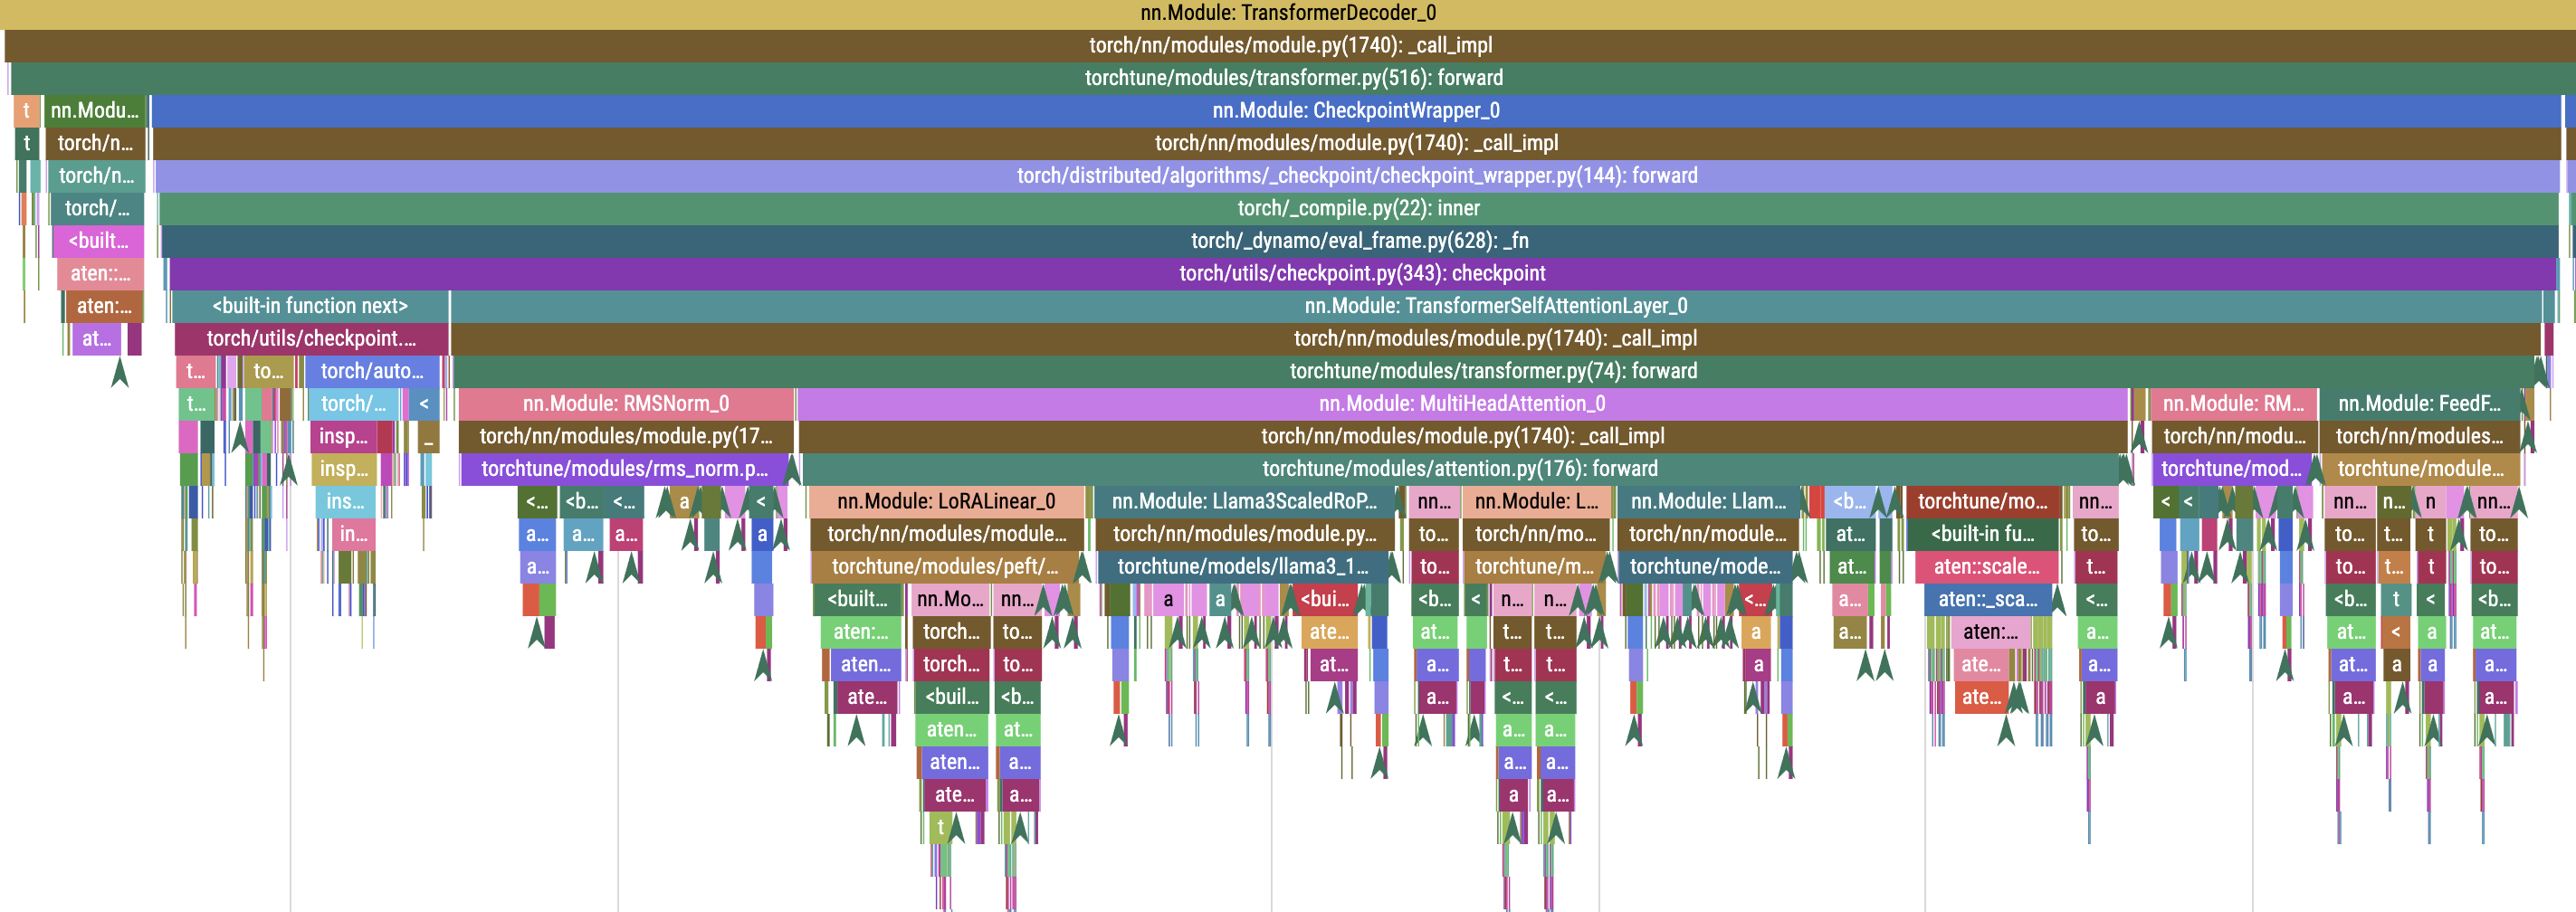 nn.Module: TransformerDecoder_0
torch/nn/modules/module.py(1740): _call_impl
torchtune/modules/transformer.py(516): forward
t nn.Modu... nn.Module: CheckpointWrapper_0
t torch/n... torch/nn/modules/module.py(1740): _call_impl
torch/n... torch/distributed/algorithms/_checkpoint/checkpoint_wrapper.py(144): forward
torch/... torch/_compile.py(22): inner
<built... torch/_dynamo/eval_frame.py(628): _fn
aten::... torch/utils/checkpoint.py(343): checkpoint
aten:... <built-in function next> nn.Module: TransformerSelfAttentionLayer_0
at... torch/utils/checkpoint.... torch/nn/modules/module.py(1740): _call_impl
t... to... torch/auto... torchtune/modules/transformer.py(74): forward
t... torch/... < nn.Module: RMSNorm_0 nn.Module: MultiHeadAttention_0 nn.Module: RM... nn.Module: FeedF...
insp... _ torch/nn/modules/module.py(17... torch/nn/modules/module.py(1740): _call_impl torch/nn/modu... torch/nn/modules...
insp... torchtune/modules/rms_norm.p... torchtune/modules/attention.py(176): forward torchtune/mod... torchtune/module...
ins... <... <b... <... a < nn.Module: LoRALinear_0 nn.Module: Llama3ScaledRoP... nn... nn.Module: L... nn.Module: Llam... <b... torchtune/mo... nn... < < nn... n... n nn...
in... a... a... a... a torch/nn/modules/module... torch/nn/modules/module.py... to... torch/nn/mo... torch/nn/module... at... <built-in fu... to... to... t... t to...
a... torchtune/modules/peft/... torchtune/models/llama3_1... to... torchtune/m... torchtune/mode... at... aten::scale... t... to... t... t to...
<built... nn.Mo... nn... a a <bui... <b... < n... n... <... a... aten::_sca... <... <b... t < <b...
aten:... torch... to... ate... at... t... t... a a... aten:... a... at... < a at...
aten... torch... to... at... a... t... t... a ate... a... at... a a a...
ate... <buil... <b... a... <... <... ate... a a... a... a...
aten... at... a... a...
aten... a... a... a...
ate... a... a a...
t